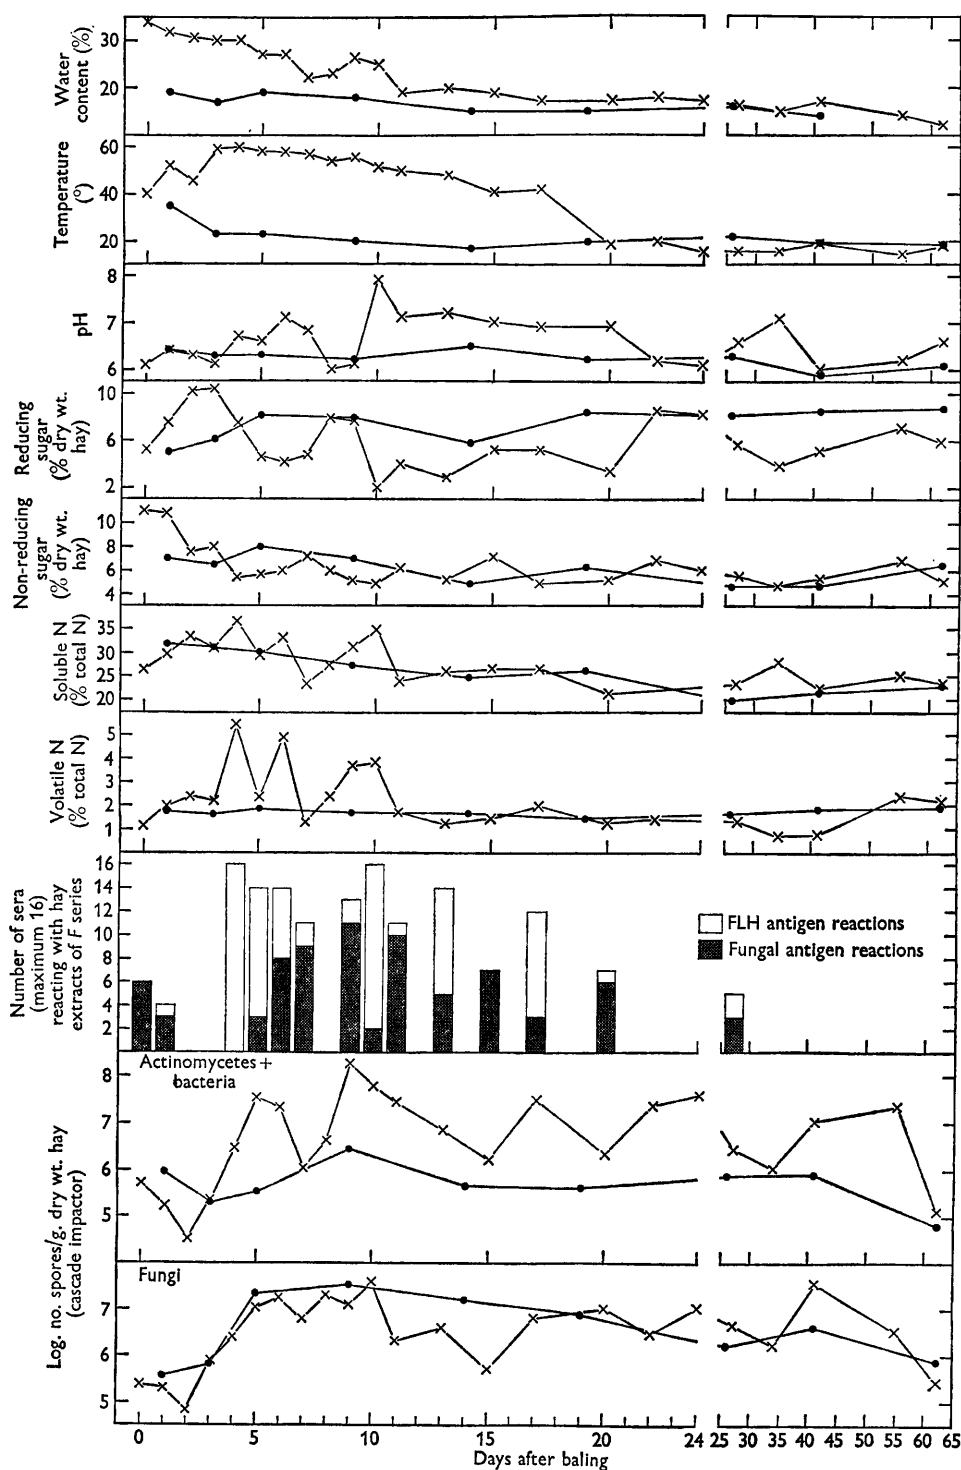 Water
content (%)
30
20
Temperature
(°)
60
40
20
pH
8
7
6
Reducing
sugar
(% dry wt.
hay)
10
6
2
Non-reducing
sugar
(% dry wt.
hay)
10
8
6
4
Soluble N
(% total N)
35
30
25
20
Volatile N
(% total N)
5
4
3
2
1
Number of sera
(maximum 16)
reacting with hay
extracts of F series
16
14
12
10
8
6
4
2
FLH antigen reactions
Fungal antigen reactions
Log. no. spores/g. dry wt. hay
(cascade impactor)
Actinomycetes +
bacteria
8
7
6
5
Fungi
7
6
5
0 5 10 15 20 24 25 30 35 40 45 50 55 60 65
Days after baling